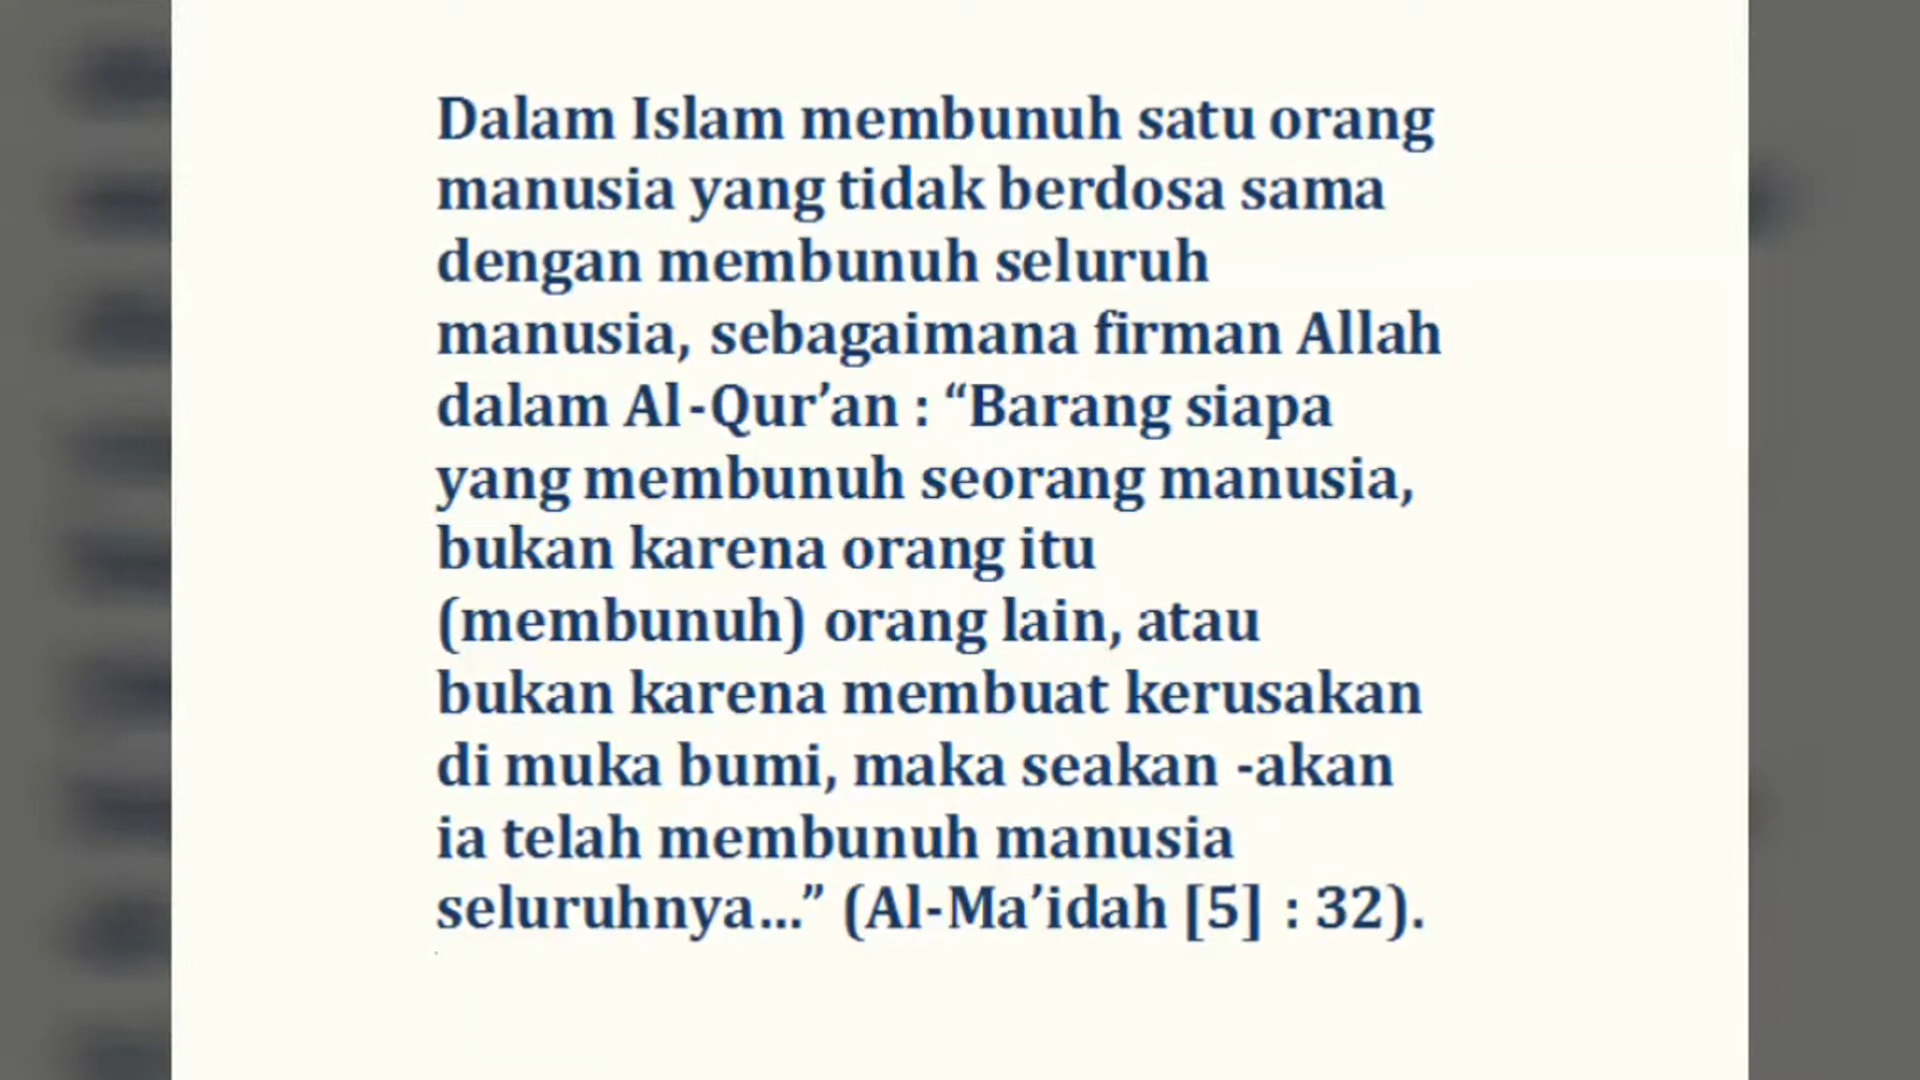 Dalam Islam membunuh satu orang
manusia yang tidak berdosa sama
dengan membunuh seluruh
manusia, sebagaimana firman Allah
dalam Al-Qur’an : “Barang siapa
yang membunuh seorang manusia,
bukan karena orang itu
(membunuh) orang lain, atau
bukan karena membuat kerusakan
di muka bumi, maka seakan -akan
ia telah membunuh manusia
seluruhnya...” (Al-Ma’idah [5] : 32).